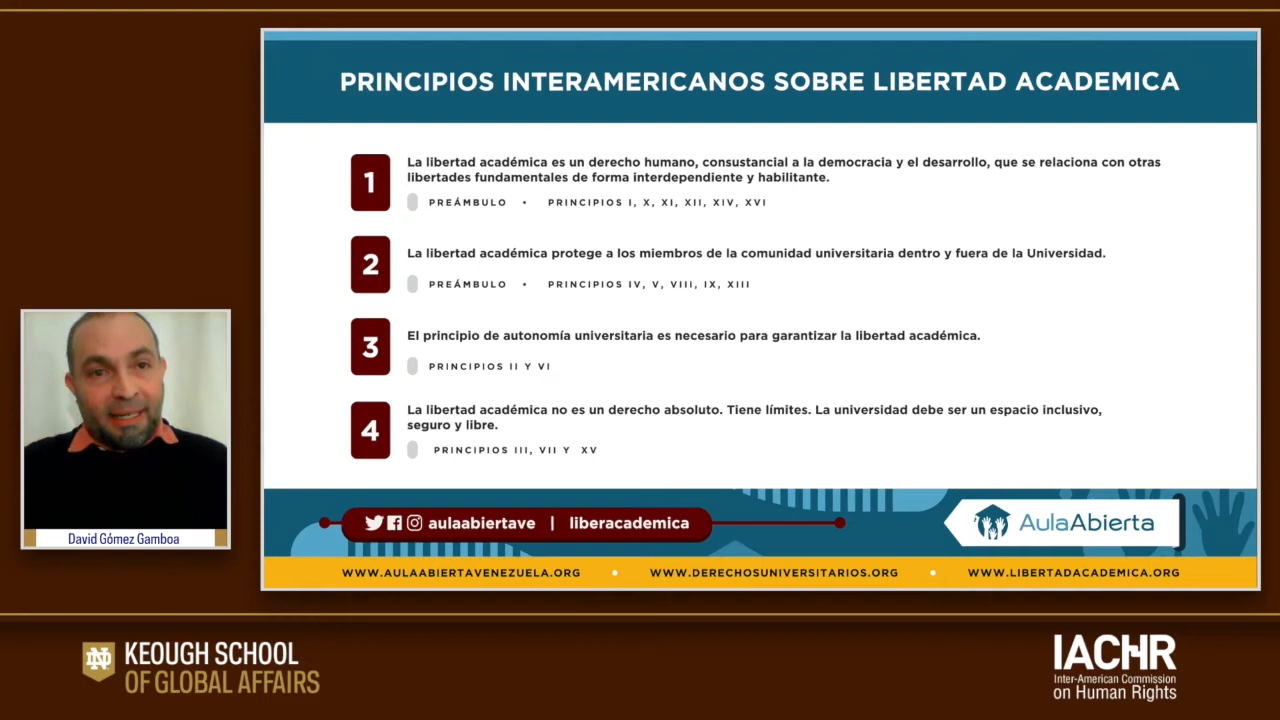 PRINCIPIOS INTERAMERICANOS SOBRE LIBERTAD ACADEMICA
1
La libertad académica es un derecho humano, consustancial a la democracia y el desarrollo, que se relaciona con otras
libertades fundamentales de forma interdependiente y habilitante.
PREÁMBULO • PRINCIPIOS I, X, XI, XII, XIV, XVI
2
La libertad académica protege a los miembros de la comunidad universitaria dentro y fuera de la Universidad.
PREÁMBULO • PRINCIPIOS IV, V, VIII, IX, XIII
3
El principio de autonomía universitaria es necesario para garantizar la libertad académica.
PRINCIPIOS II Y VI
4
La libertad académica no es un derecho absoluto. Tiene límites. La universidad debe ser un espacio inclusivo,
seguro y libre.
PRINCIPIOS III, VII Y XV
aulaabiertave | liberacademica
AulaAbierta
WWW.AULAABIERTAVENEZUELA.ORG • WWW.DERECHOSUNIVERSITARIOS.ORG • WWW.LIBERTADACADEMICA.ORG
David Gómez Gamboa
ND
KEOUGH SCHOOL
OF GLOBAL AFFAIRS
IACHR
Inter-American Commission
on Human Rights